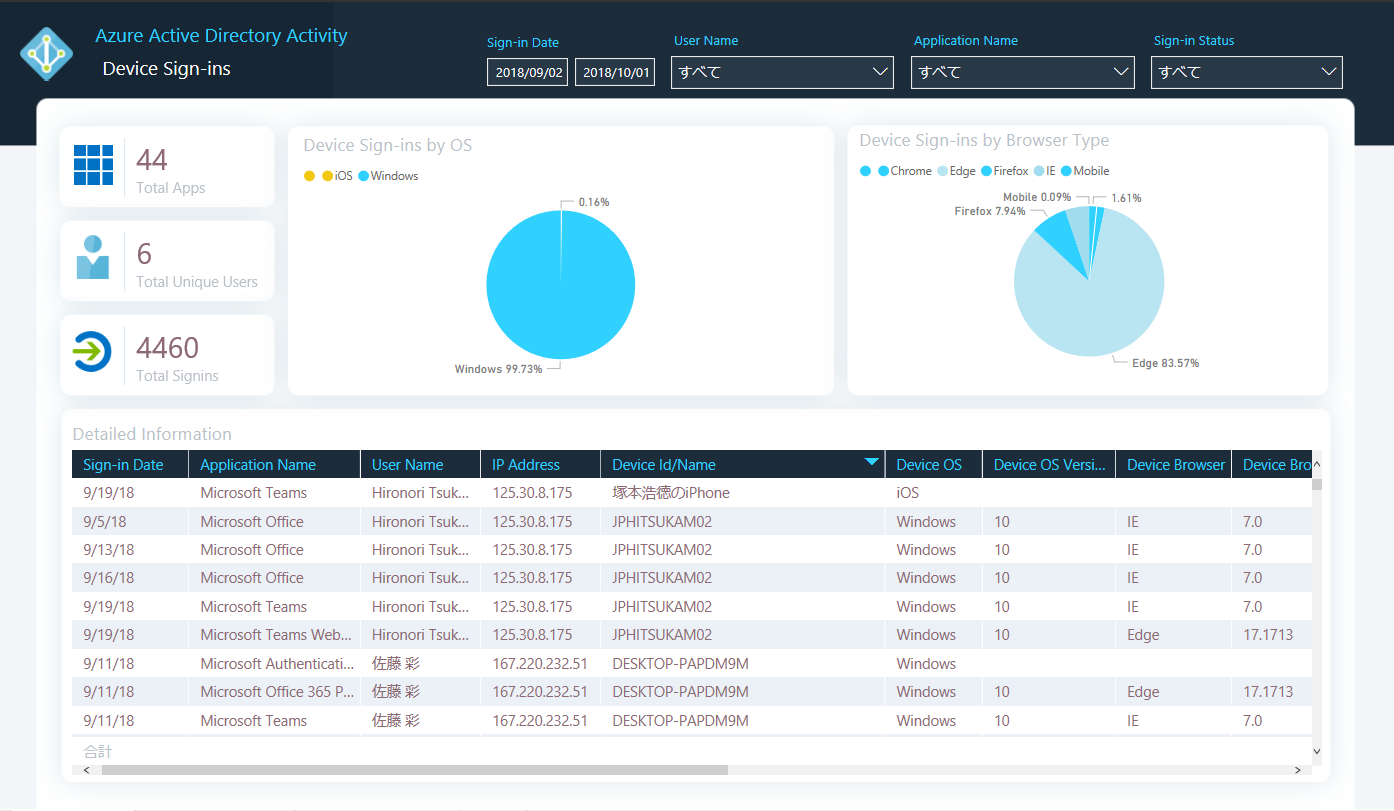 Azure Active Directory Activity
Device Sign-ins
Sign-in Date
2018/09/02 2018/10/01
User Name
すべて
Application Name
すべて
Sign-in Status
すべて
44
Total Apps
6
Total Unique Users
4460
Total Signins
Device Sign-ins by OS
iOS Windows
0.16%
Windows 99.73%
Device Sign-ins by Browser Type
Chrome Edge Firefox IE Mobile
Mobile 0.09% 1.61%
Firefox 7.94%
Edge 83.57%
Detailed Information
Sign-in Date Application Name User Name IP Address Device Id/Name Device OS Device OS Versi... Device Browser Device Bro
9/19/18 Microsoft Teams Hironori Tsuk... 125.30.8.175 塚本浩徳のiPhone iOS
9/5/18 Microsoft Office Hironori Tsuk... 125.30.8.175 JPHITSUKAM02 Windows 10 IE 7.0
9/13/18 Microsoft Office Hironori Tsuk... 125.30.8.175 JPHITSUKAM02 Windows 10 IE 7.0
9/16/18 Microsoft Office Hironori Tsuk... 125.30.8.175 JPHITSUKAM02 Windows 10 IE 7.0
9/19/18 Microsoft Teams Hironori Tsuk... 125.30.8.175 JPHITSUKAM02 Windows 10 IE 7.0
9/19/18 Microsoft Teams Web... Hironori Tsuk... 125.30.8.175 JPHITSUKAM02 Windows 10 Edge 17.1713
9/11/18 Microsoft Authenticati... 佐藤 彩 167.220.232.51 DESKTOP-PAPDM9M Windows
9/11/18 Microsoft Office 365 P... 佐藤 彩 167.220.232.51 DESKTOP-PAPDM9M Windows 10 Edge 17.1713
9/11/18 Microsoft Teams 佐藤 彩 167.220.232.51 DESKTOP-PAPDM9M Windows 10 IE 7.0
合計